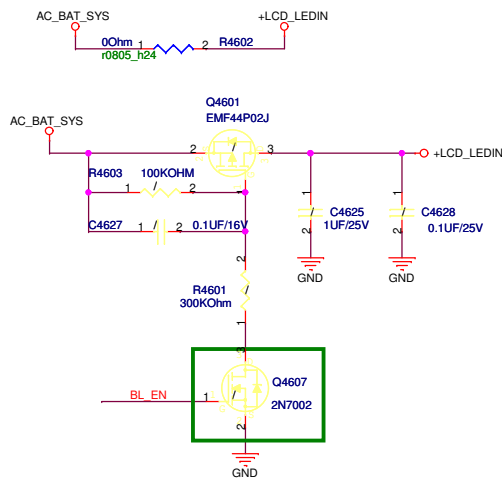 AC_BAT_SYS +LCD_LEDIN
0Ohm 1 2 R4602
r0805_h24
Q4601
EMF44P02J
AC_BAT_SYS
2 3 +LCD_LEDIN
R4603 100KOHM
1 2 1
C4627 1 2 0.1UF/16V
1 C4625 1 C4628
2 1UF/25V 2 0.1UF/25V
GND GND
2
R4601
300KOhm
1
3
Q4607
BL_EN 1 2N7002
2
GND